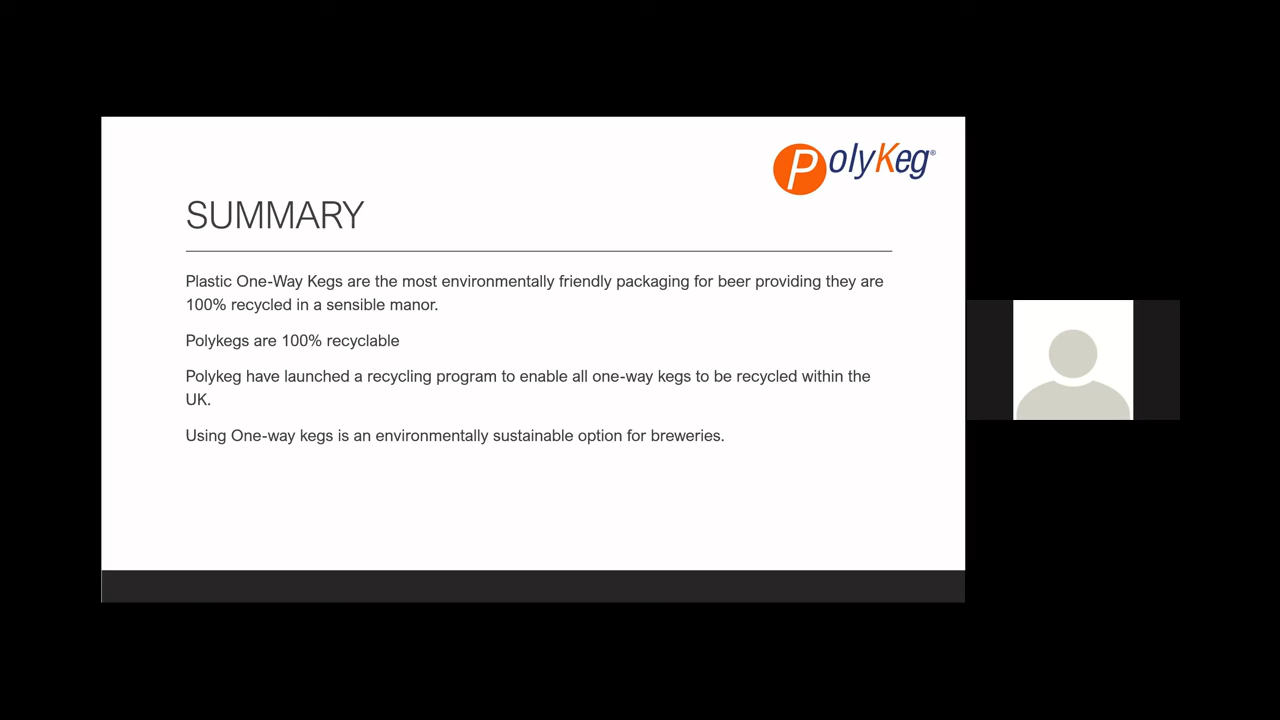 PolyKeg®
SUMMARY
Plastic One-Way Kegs are the most environmentally friendly packaging for beer providing they are
100% recycled in a sensible manor.
Polykegs are 100% recyclable
Polykeg have launched a recycling program to enable all one-way kegs to be recycled within the
UK.
Using One-way kegs is an environmentally sustainable option for breweries.